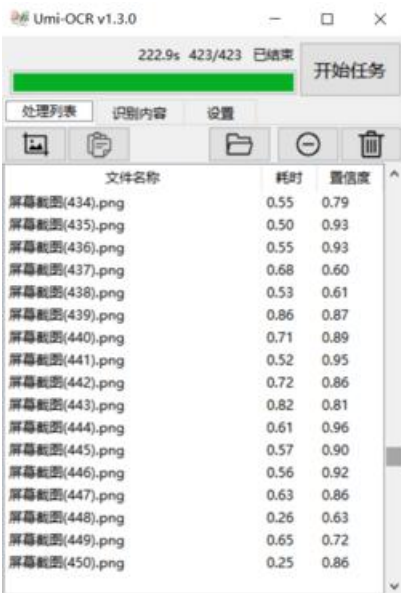 Umi-OCR v1.3.0
222.9s 423/423 已结束
开始任务
处理列表 识别内容 设置
文件名称 耗时 置信度
屏幕截图(434).png 0.55 0.79
屏幕截图(435).png 0.50 0.93
屏幕截图(436).png 0.55 0.93
屏幕截图(437).png 0.68 0.60
屏幕截图(438).png 0.53 0.61
屏幕截图(439).png 0.86 0.87
屏幕截图(440).png 0.71 0.89
屏幕截图(441).png 0.52 0.95
屏幕截图(442).png 0.72 0.86
屏幕截图(443).png 0.82 0.81
屏幕截图(444).png 0.61 0.96
屏幕截图(445).png 0.57 0.90
屏幕截图(446).png 0.56 0.92
屏幕截图(447).png 0.63 0.86
屏幕截图(448).png 0.26 0.63
屏幕截图(449).png 0.65 0.72
屏幕截图(450).png 0.25 0.86